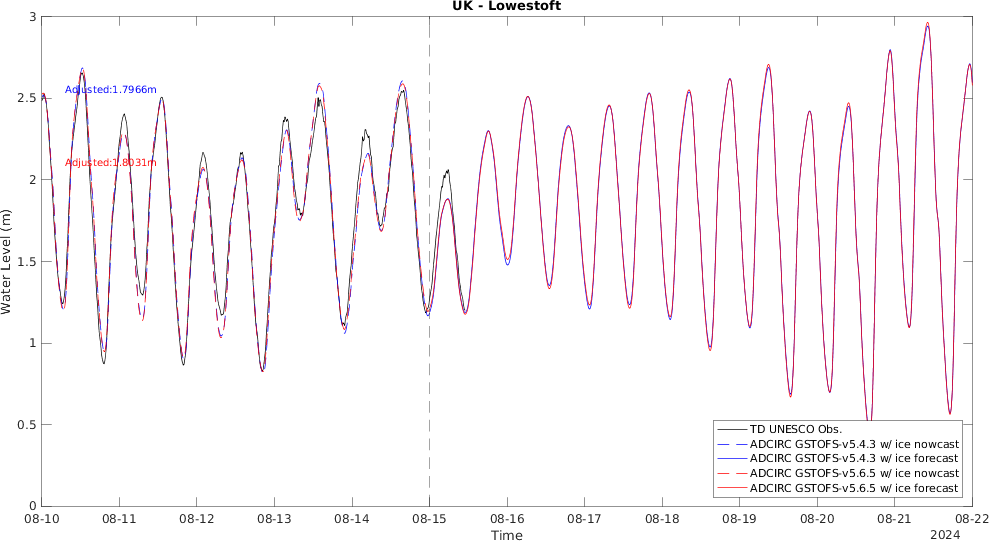 UK - Lowestoft
3
2.5
2
1.5
1
0.5
0
Water Level (m)
Adjusted:1.7966m
Adjusted:1.8031m
TD UNESCO Obs.
ADCIRC GSTOFS-v5.4.3 w/ ice nowcast
ADCIRC GSTOFS-v5.4.3 w/ ice forecast
ADCIRC GSTOFS-v5.6.5 w/ ice nowcast
ADCIRC GSTOFS-v5.6.5 w/ ice forecast
08-10 08-11 08-12 08-13 08-14 08-15 08-16 08-17 08-18 08-19 08-20 08-21 08-22
Time
2024